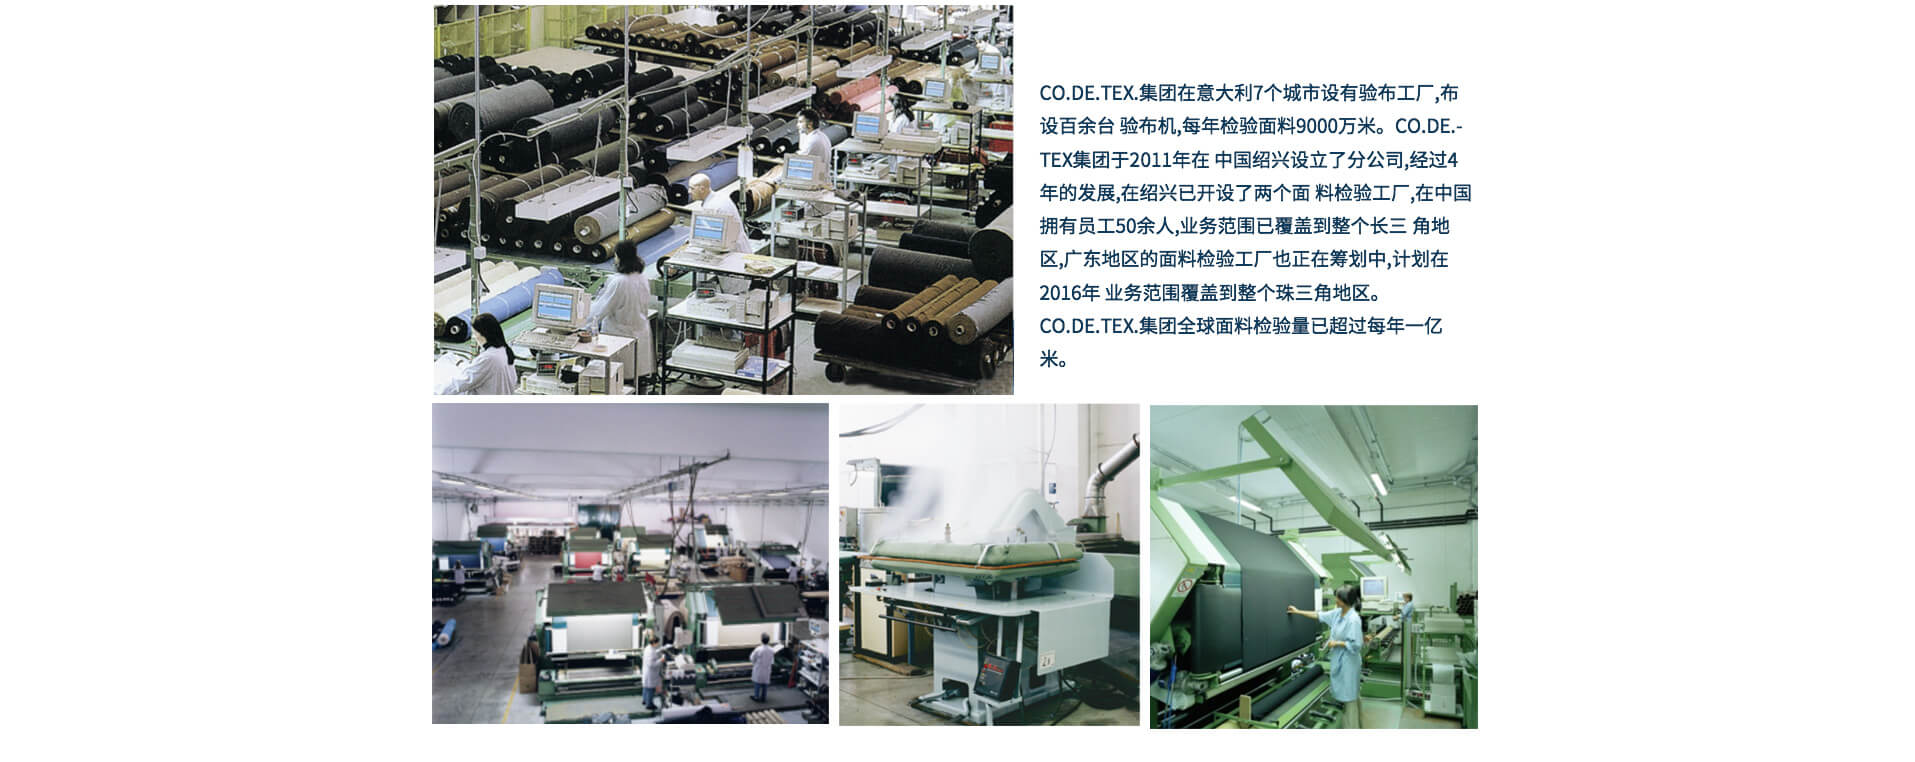 CO.DE.TEX.集团在意大利7个城市设有验布工厂,布
设百余台 验布机,每年检验面料9000万米。CO.DE.-
TEX集团于2011年在 中国绍兴设立了分公司,经过4
年的发展,在绍兴已开设了两个面 料检验工厂,在中国
拥有员工50余人,业务范围已覆盖到整个长三 角地
区,广东地区的面料检验工厂也正在筹划中,计划在
2016年 业务范围覆盖到整个珠三角地区。
CO.DE.TEX.集团全球面料检验量已超过每年一亿
米。